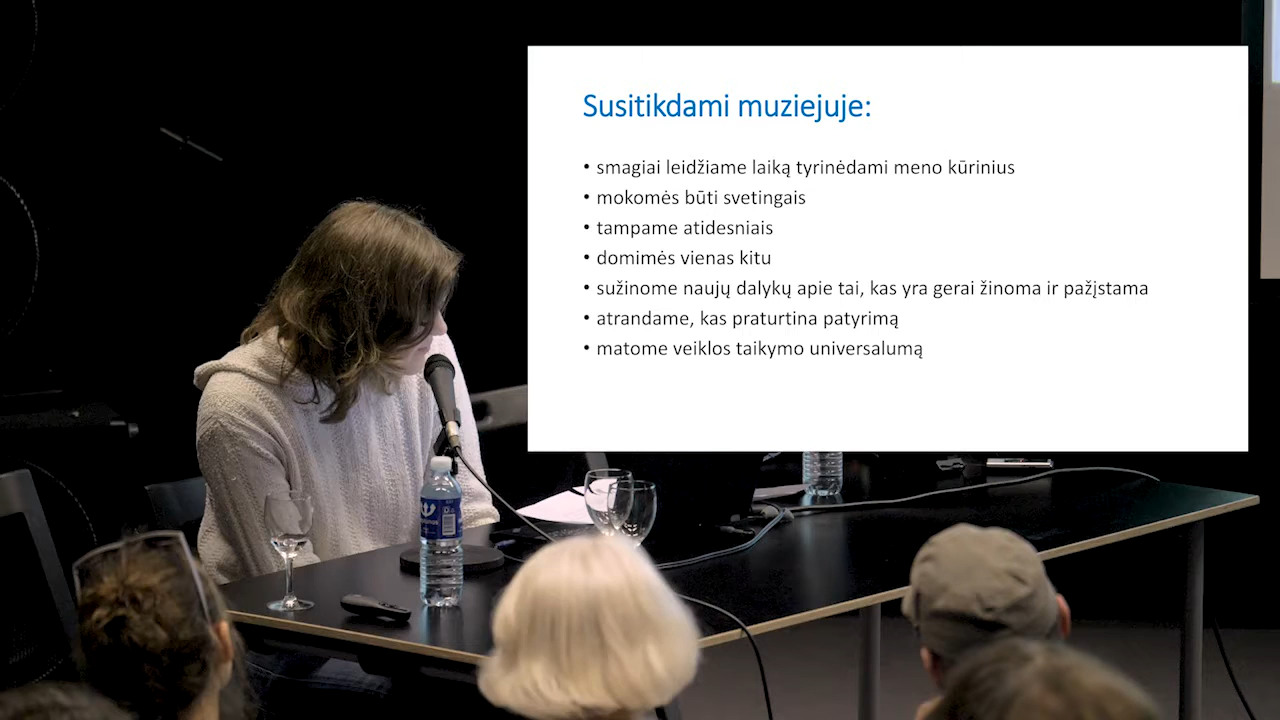 Susitikdami muziejuje:
• smagiai leidžiame laiką tyrinėdami meno kūrinius
• mokomės būti svetingais
• tampame atidesniais
• domimės vienas kitu
• sužinome naujų dalykų apie tai, kas yra gerai žinoma ir pažįstama
• atrandame, kas praturtina patyrimą
• matome veiklos taikymo universalumą